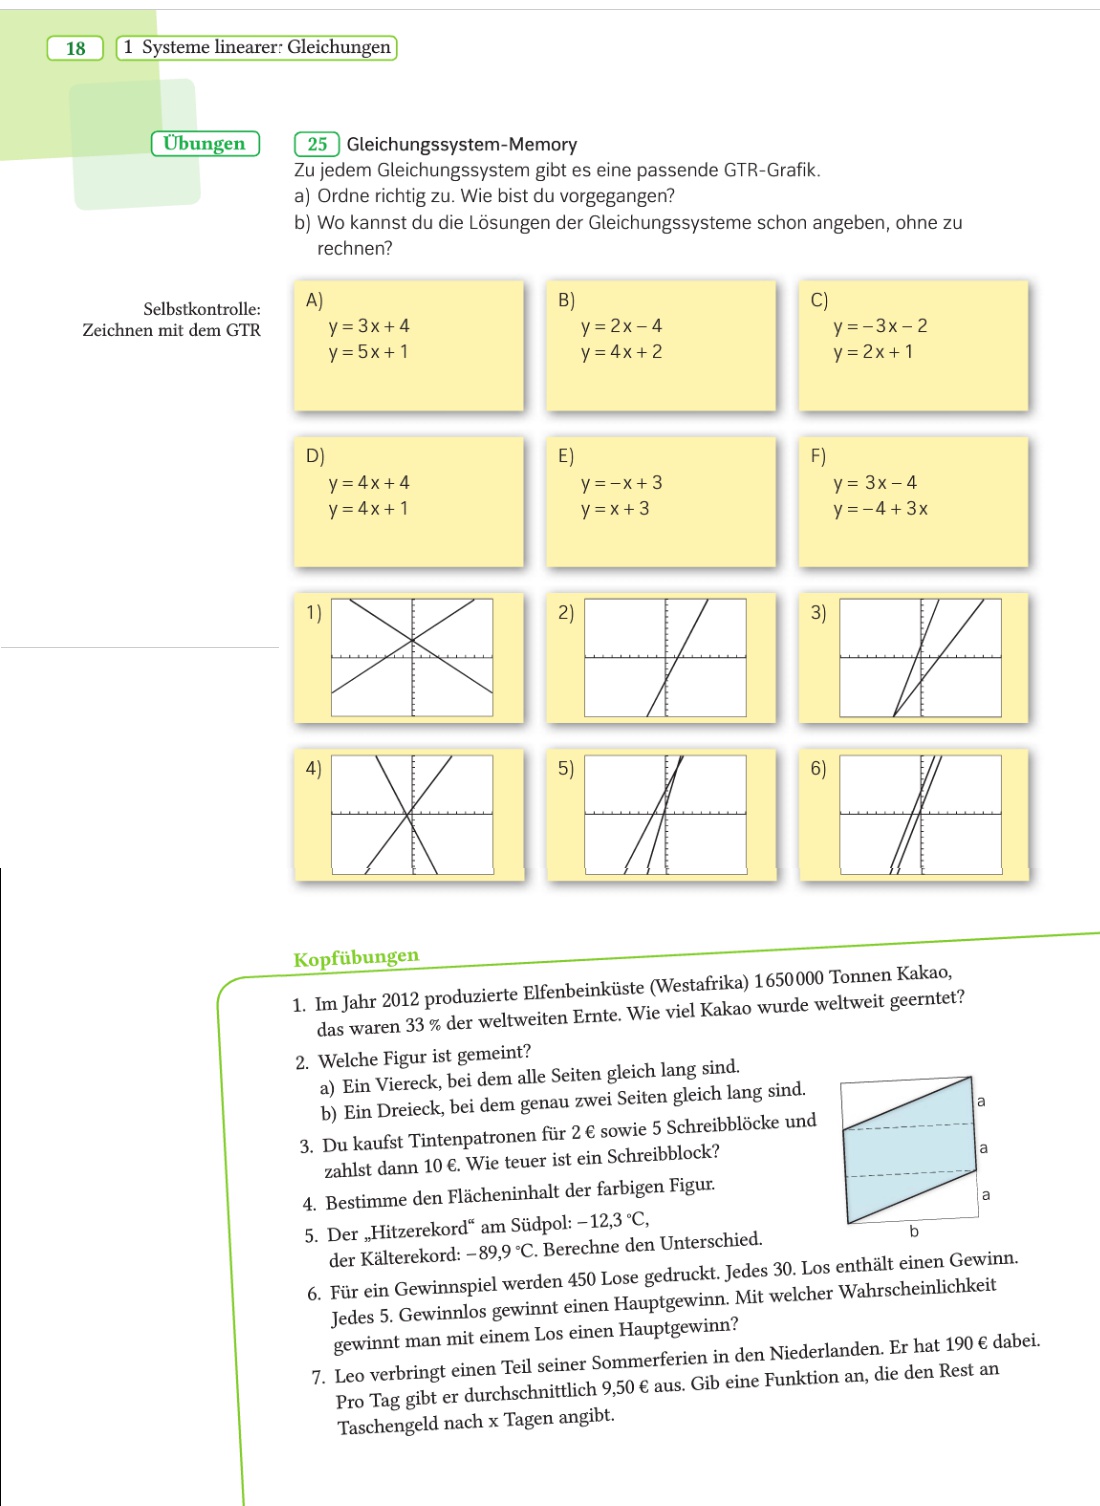 18
1 Systeme linearer Gleichungen
Übungen
25 Gleichungssystem-Memory
Zu jedem Gleichungssystem gibt es eine passende GTR-Grafik.
a) Ordne richtig zu. Wie bist du vorgegangen?
b) Wo kannst du die Lösungen der Gleichungssysteme schon angeben, ohne zu
rechnen?
Selbstkontrolle:
Zeichnen mit dem GTR
A)
y = 3x + 4
y = 5x + 1
B)
y = 2x – 4
y = 4x + 2
C)
y = –3x – 2
y = 2x + 1
D)
y = 4x + 4
y = 4x + 1
E)
y = –x + 3
y = x + 3
F)
y = 3x – 4
y = –4 + 3x
1)
2)
3)
4)
5)
6)
Kopfübungen
1. Im Jahr 2012 produzierte Elfenbeinküste (Westafrika) 1 650 000 Tonnen Kakao,
das waren 33 % der weltweiten Ernte. Wie viel Kakao wurde weltweit geerntet?
2. Welche Figur ist gemeint?
a) Ein Viereck, bei dem alle Seiten gleich lang sind.
b) Ein Dreieck, bei dem genau zwei Seiten gleich lang sind.
3. Du kaufst Tintenpatronen für 2 € sowie 5 Schreibblöcke und
zahlst dann 10 €. Wie teuer ist ein Schreibblock?
4. Bestimme den Flächeninhalt der farbigen Figur.
a
a
a
b
5. Der „Hitzerekord“ am Südpol: –12,3 °C,
der Kälterekord: –89,9 °C. Berechne den Unterschied.
6. Für ein Gewinnspiel werden 450 Lose gedruckt. Jedes 30. Los enthält einen Gewinn.
Jedes 5. Gewinnlos gewinnt einen Hauptgewinn. Mit welcher Wahrscheinlichkeit
gewinnt man mit einem Los einen Hauptgewinn?
7. Leo verbringt einen Teil seiner Sommerferien in den Niederlanden. Er hat 190 € dabei.
Pro Tag gibt er durchschnittlich 9,50 € aus. Gib eine Funktion an, die den Rest an
Taschengeld nach x Tagen angibt.